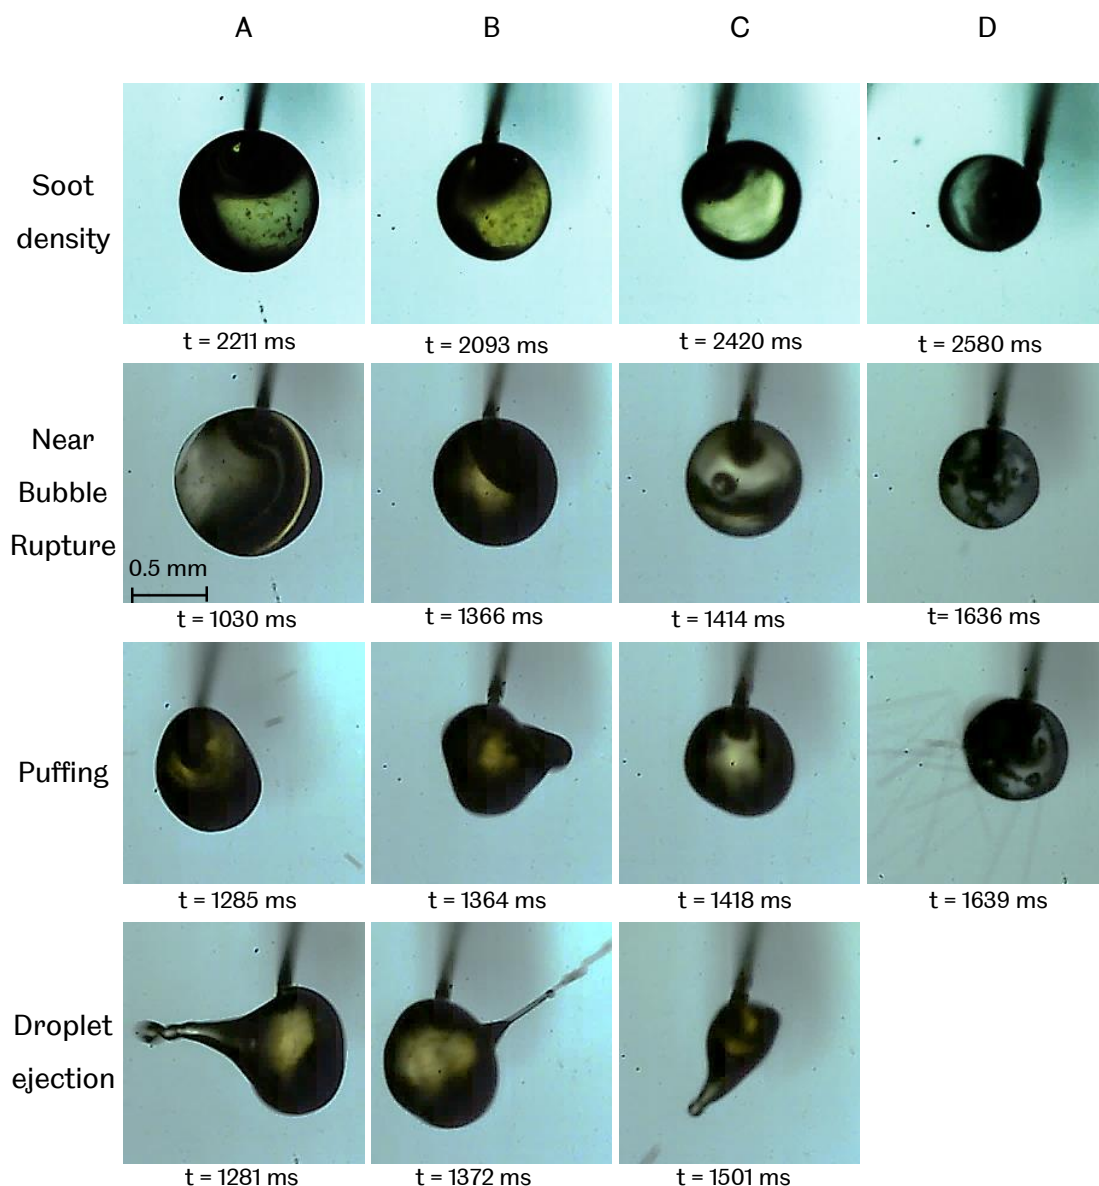 A B C D
Soot
density
t = 2211 ms t = 2093 ms t = 2420 ms t = 2580 ms
Near
Bubble
Rupture
0.5 mm
t = 1030 ms t = 1366 ms t = 1414 ms t= 1636 ms
Puffing
t = 1285 ms t = 1364 ms t = 1418 ms t = 1639 ms
Droplet
ejection
t = 1281 ms t = 1372 ms t = 1501 ms